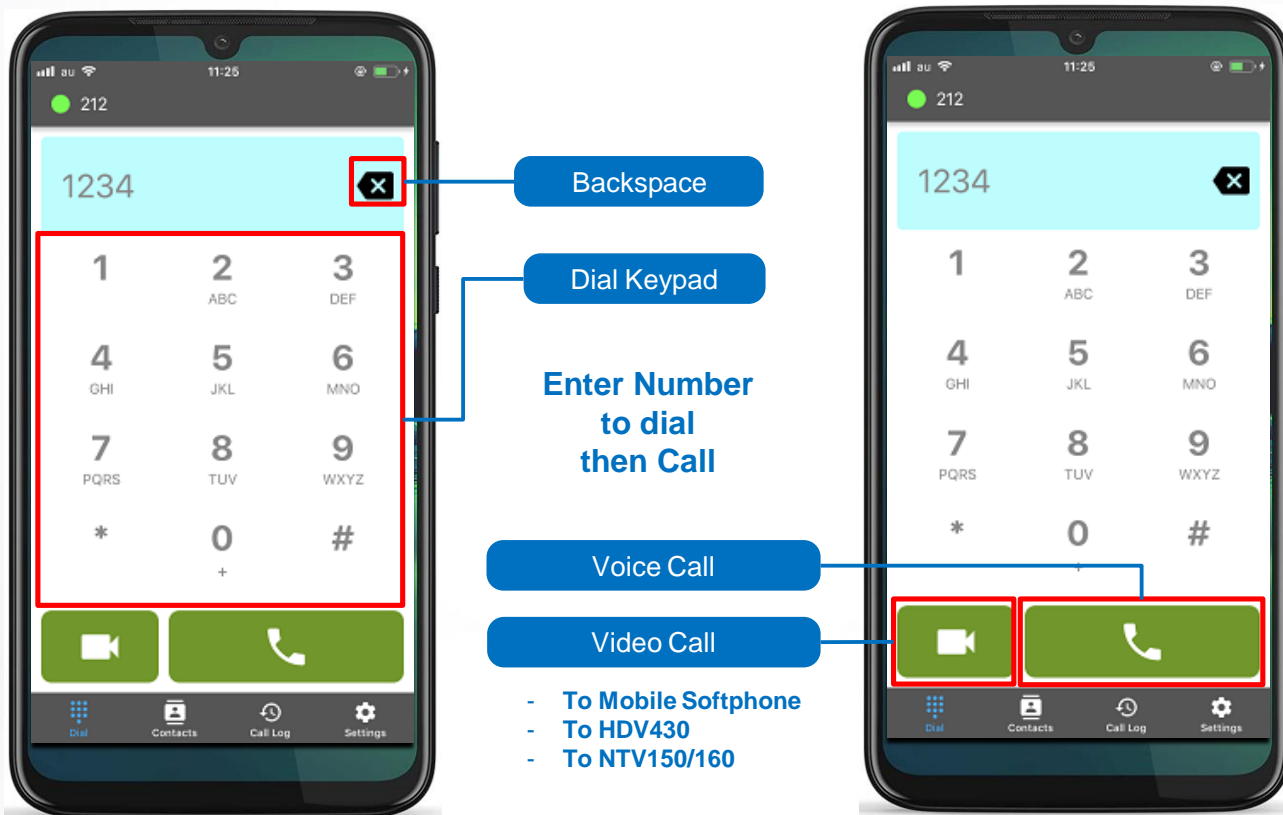 au 11:25
212
1234
1 2 3
ABC DEF
4 5 6
GHI JKL MNO
7 8 9
PQRS TUV WXYZ
* 0 #
+
Dial Contacts Call Log Settings
Backspace
Dial Keypad
Enter Number
to dial
then Call
Voice Call
Video Call
- To Mobile Softphone
- To HDV430
- To NTV150/160
au 11:25
212
1234
1 2 3
ABC DEF
4 5 6
GHI JKL MNO
7 8 9
PQRS TUV WXYZ
* 0 #
+
Dial Contacts Call Log Settings